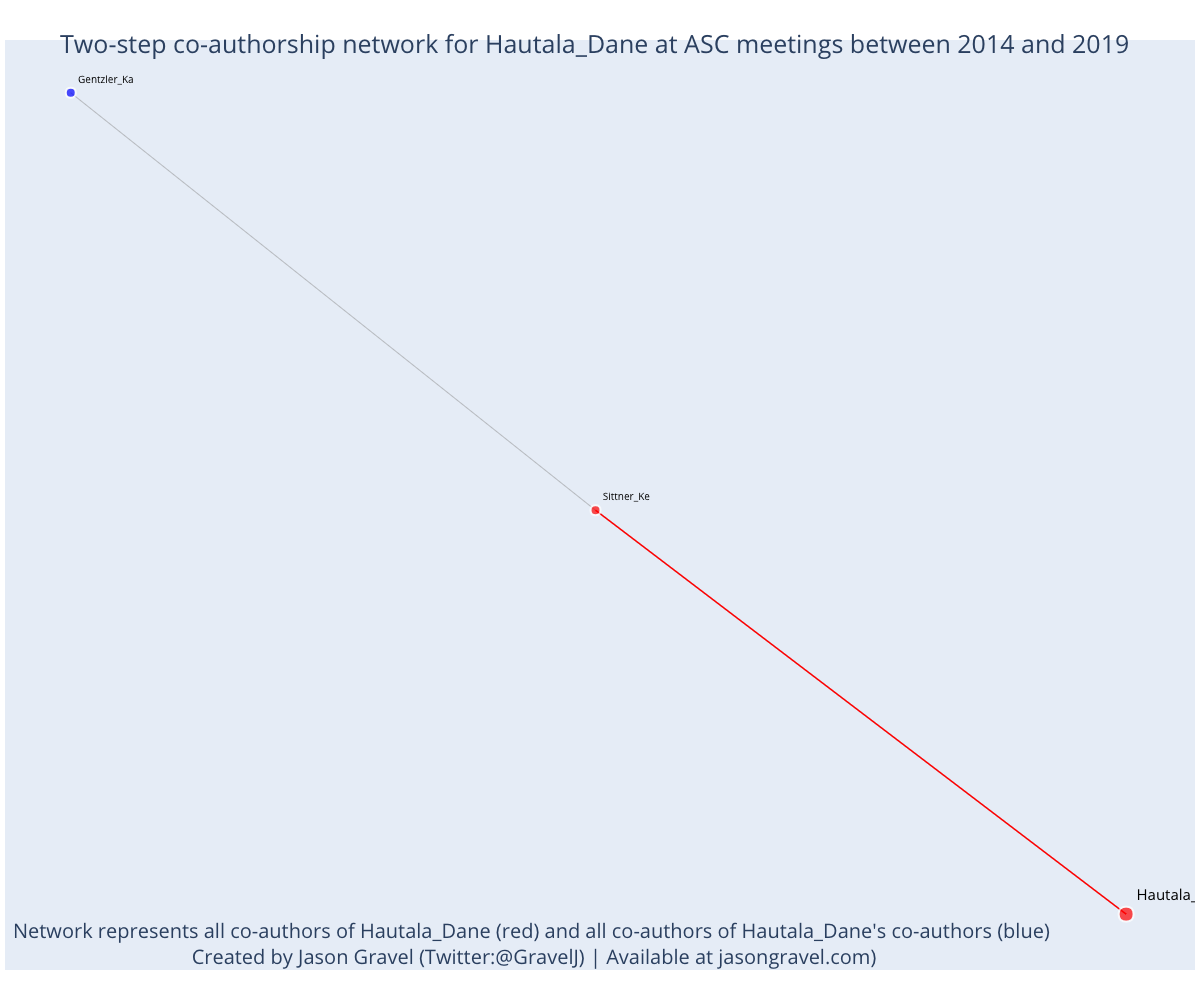 Two-step co-authorship network for Hautala_Dane at ASC meetings between 2014 and 2019
Gentzler_Ka
Sittner_Ke
Hautala_
Network represents all co-authors of Hautala_Dane (red) and all co-authors of Hautala_Dane's co-authors (blue)
Created by Jason Gravel (Twitter:@GravelJ) | Available at jasongravel.com)